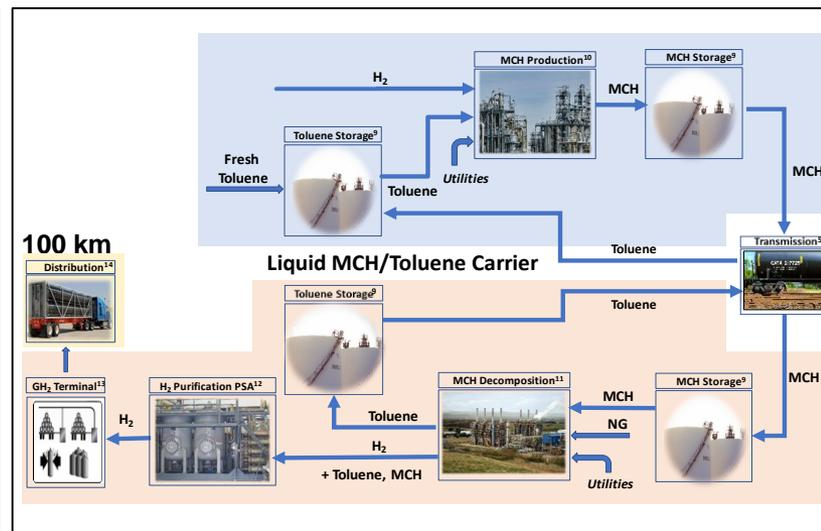 MCH Production¹⁰
MCH Storage⁹
H₂
MCH
Toluene Storage⁹
Fresh
Toluene
Toluene
Utilities
MCH
100 km
Toluene
Transmission⁹
Distribution¹⁴
Liquid MCH/Toluene Carrier
Toluene Storage⁹
Toluene
GH₂ Terminal¹³
H₂ Purification PSA¹²
MCH Decomposition¹¹
MCH Storage⁹
MCH
MCH
Toluene
NG
H₂
H₂
+ Toluene, MCH
Utilities